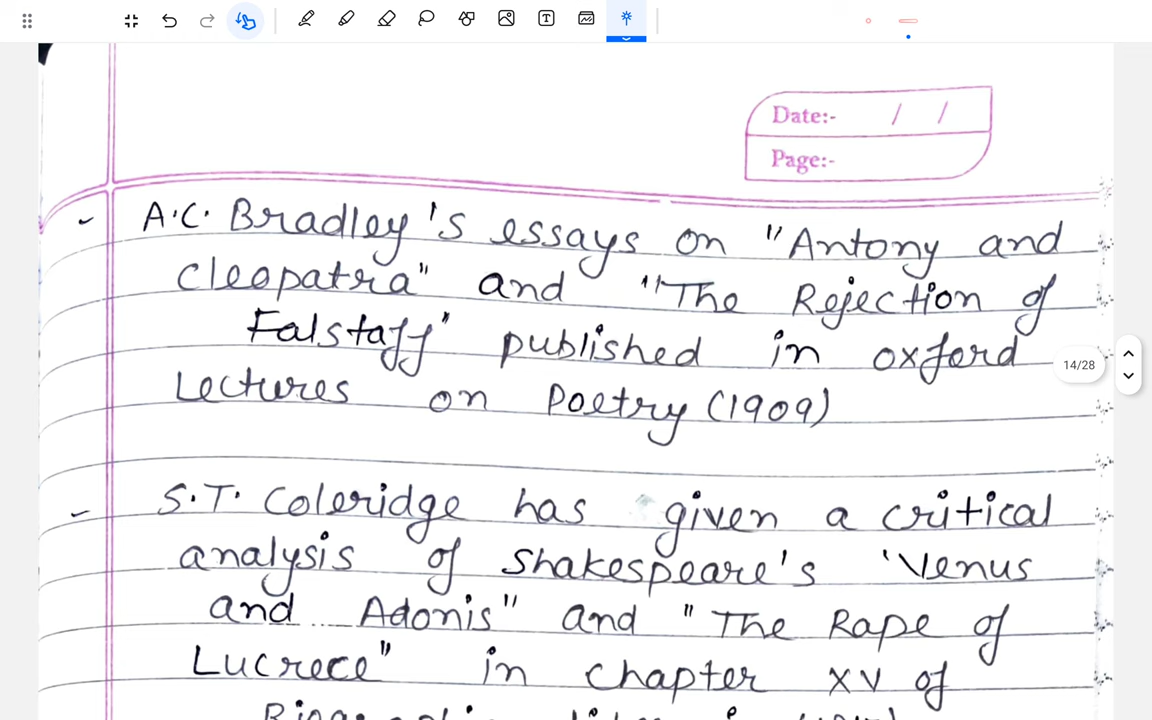 Date:- / /
Page:-
- A.C. Bradley's essays on "Antony and
Cleopatra" and "The Rejection of
Falstaff" published in oxford
Lectures on Poetry (1909)
14/28
- S.T. Coleridge has given a critical
analysis of Shakespeare's 'Venus
and Adonis" and "The Rape of
Lucrece" in chapter XV of